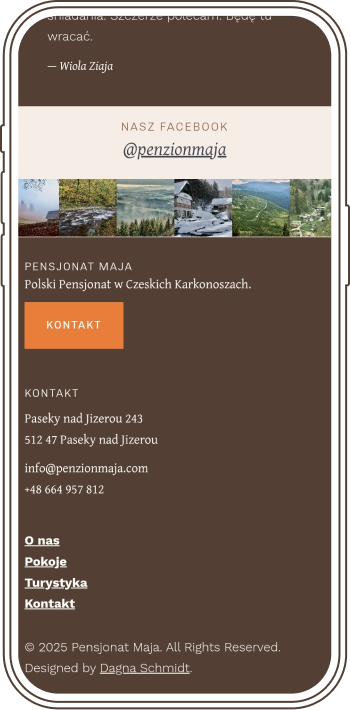 śniadania. Szczerze polecam. Będę tu
wracać.
— Wiola Ziaja
NASZ FACEBOOK
@penzionmaja
PENSJONAT MAJA
Polski Pensjonat w Czeskich Karkonoszach.
KONTAKT
KONTAKT
Paseky nad Jizerou 243
512 47 Paseky nad Jizerou
info@penzionmaja.com
+48 664 957 812
O nas
Pokoje
Turystyka
Kontakt
© 2025 Pensjonat Maja. All Rights Reserved.
Designed by Dagna Schmidt.